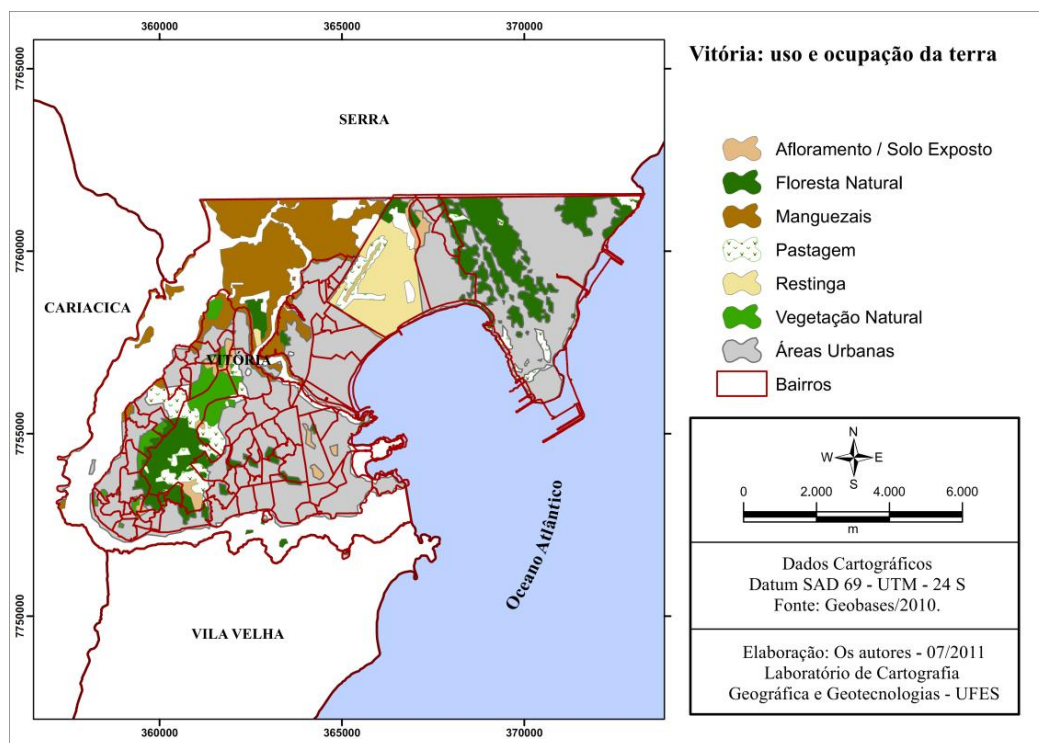 360000
365000
370000
7765000
7760000
7755000
7750000
SERRA
CARIACICA
VITÓRIA
VILA VELHA
Oceano Atlântico
360000
365000
370000
Vitória: uso e ocupação da terra
Afloramento / Solo Exposto
Floresta Natural
Manguezais
Pastagem
Restinga
Vegetação Natural
Áreas Urbanas
Bairros
N
W E
S
0 2.000 4.000 6.000
m
Dados Cartográficos
Datum SAD 69 - UTM - 24 S
Fonte: Geobases/2010.
Elaboração: Os autores - 07/2011
Laboratório de Cartografia
Geográfica e Geotecnologias - UFES